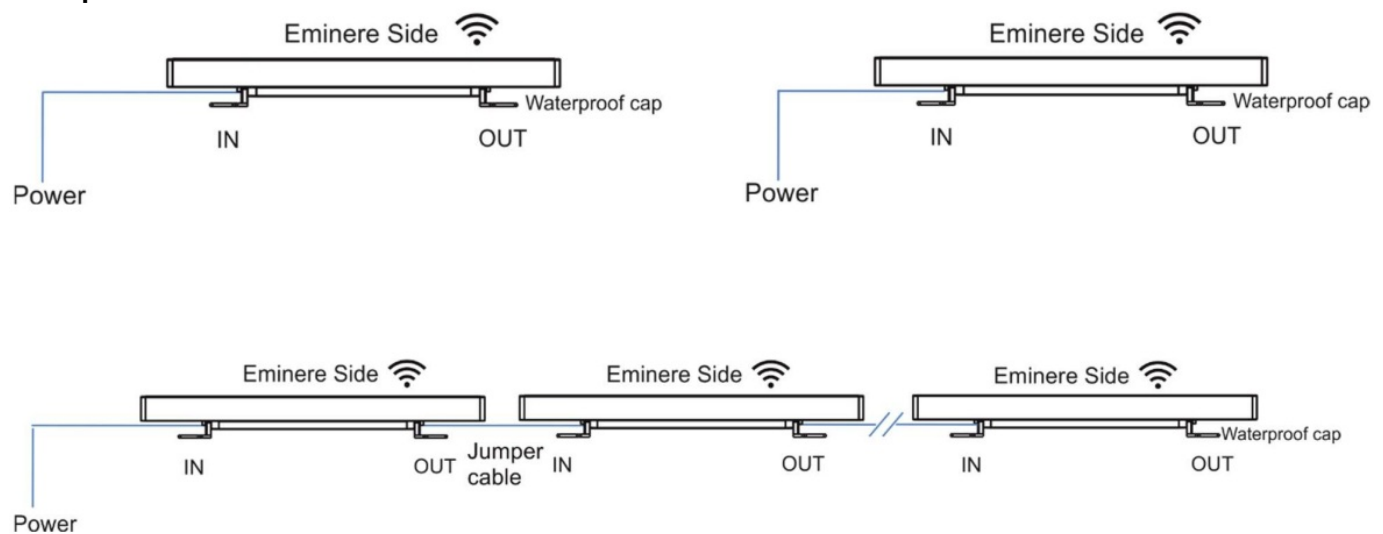 Eminere Side
Eminere Side
Waterproof cap
Waterproof cap
IN
OUT
IN
OUT
Power
Power
Eminere Side
Eminere Side
Eminere Side
Waterproof cap
IN
OUT
Jumper
cable
IN
OUT
IN
OUT
Power